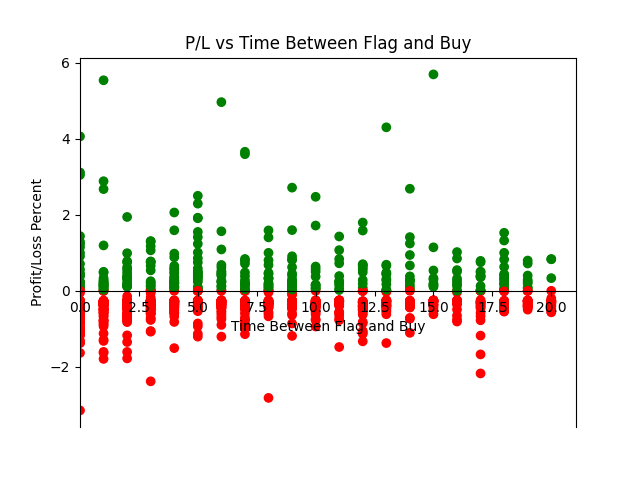 P/L vs Time Between Flag and Buy
Profit/Loss Percent
6
4
2
0
−2
0.0 2.5 5.0 7.5 10.0 12.5 15.0 17.5 20.0
Time Between Flag and Buy